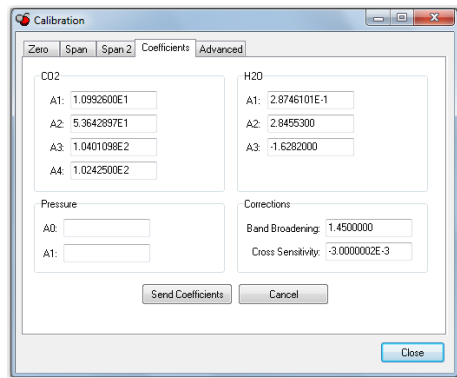 Calibration
Zero Span Span 2 Coefficients Advanced
CO2
A1: 1.0992600E1
A2: 5.3642897E1
A3: 1.0401098E2
A4: 1.0242500E2
H2O
A1: 2.8746101E-1
A2: 2.8455300
A3: -1.6282000
Pressure
A0:
A1:
Corrections
Band Broadening: 1.4500000
Cross Sensitivity: -3.0000002E-3
Send Coefficients Cancel
Close